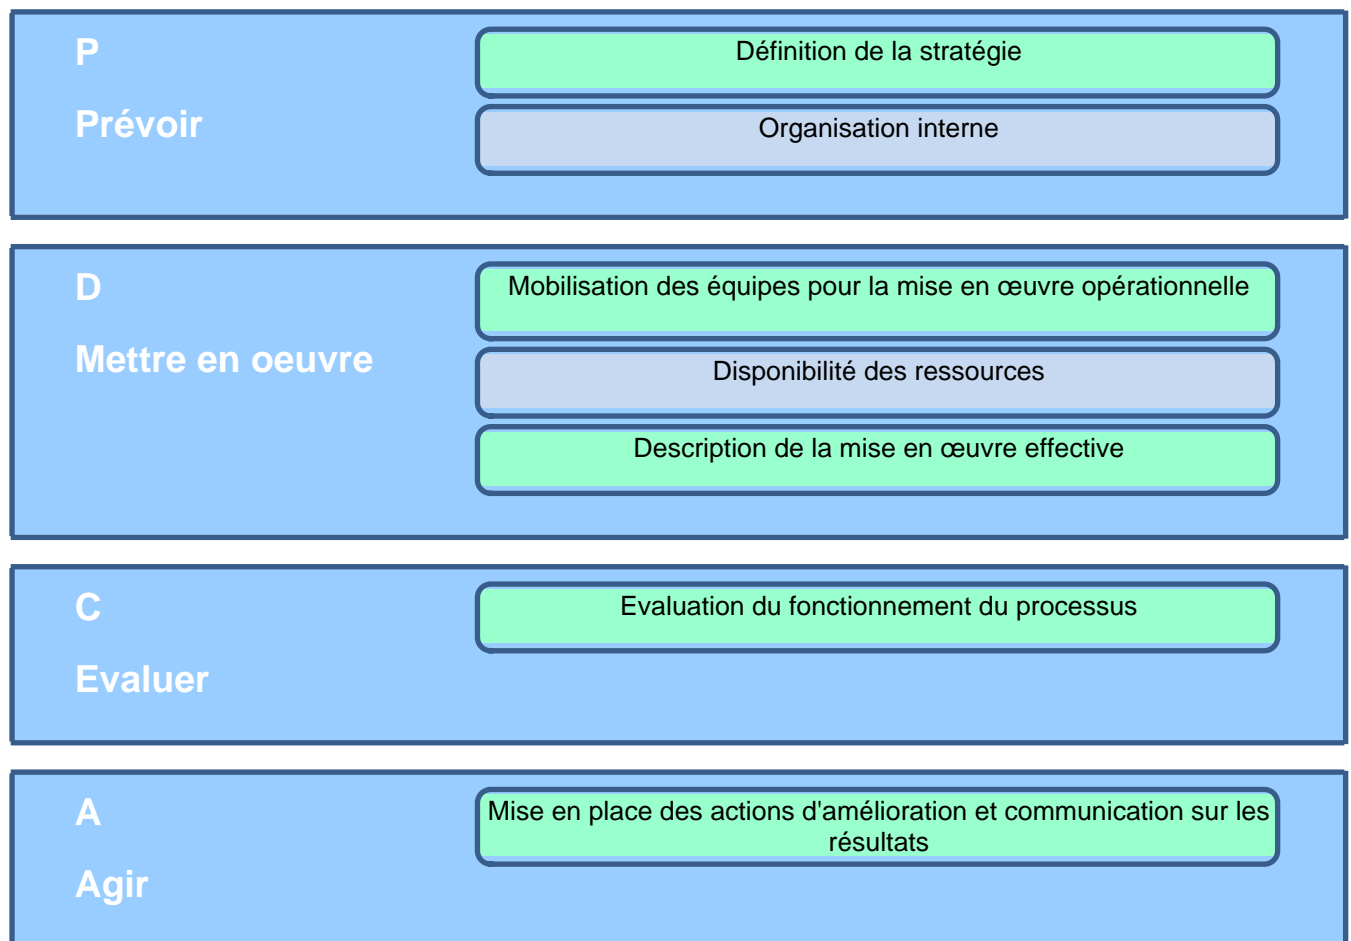 P
Prévoir
Définition de la stratégie
Organisation interne
D
Mettre en oeuvre
Mobilisation des équipes pour la mise en œuvre opérationnelle
Disponibilité des ressources
Description de la mise en œuvre effective
C
Evaluer
Evaluation du fonctionnement du processus
A
Agir
Mise en place des actions d'amélioration et communication sur les
résultats